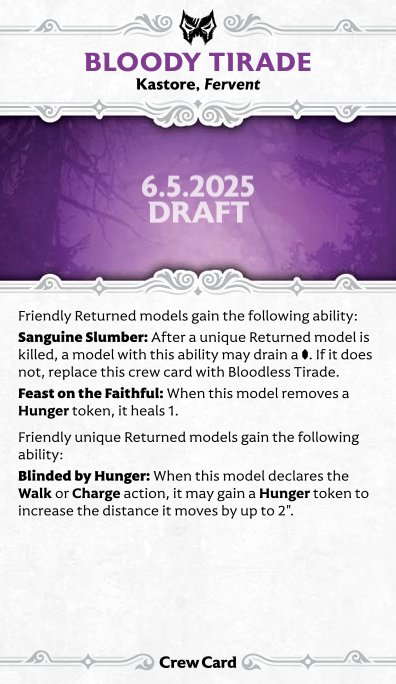 BLOODY TIRADE
Kastore, Fervent
6.5.2025
DRAFT
Friendly Returned models gain the following ability:
Sanguine Slumber: After a unique Returned model is
killed, a model with this ability may drain a ⬮. If it does
not, replace this crew card with Bloodless Tirade.
Feast on the Faithful: When this model removes a
Hunger token, it heals 1.
Friendly unique Returned models gain the following
ability:
Blinded by Hunger: When this model declares the
Walk or Charge action, it may gain a Hunger token to
increase the distance it moves by up to 2".
Crew Card